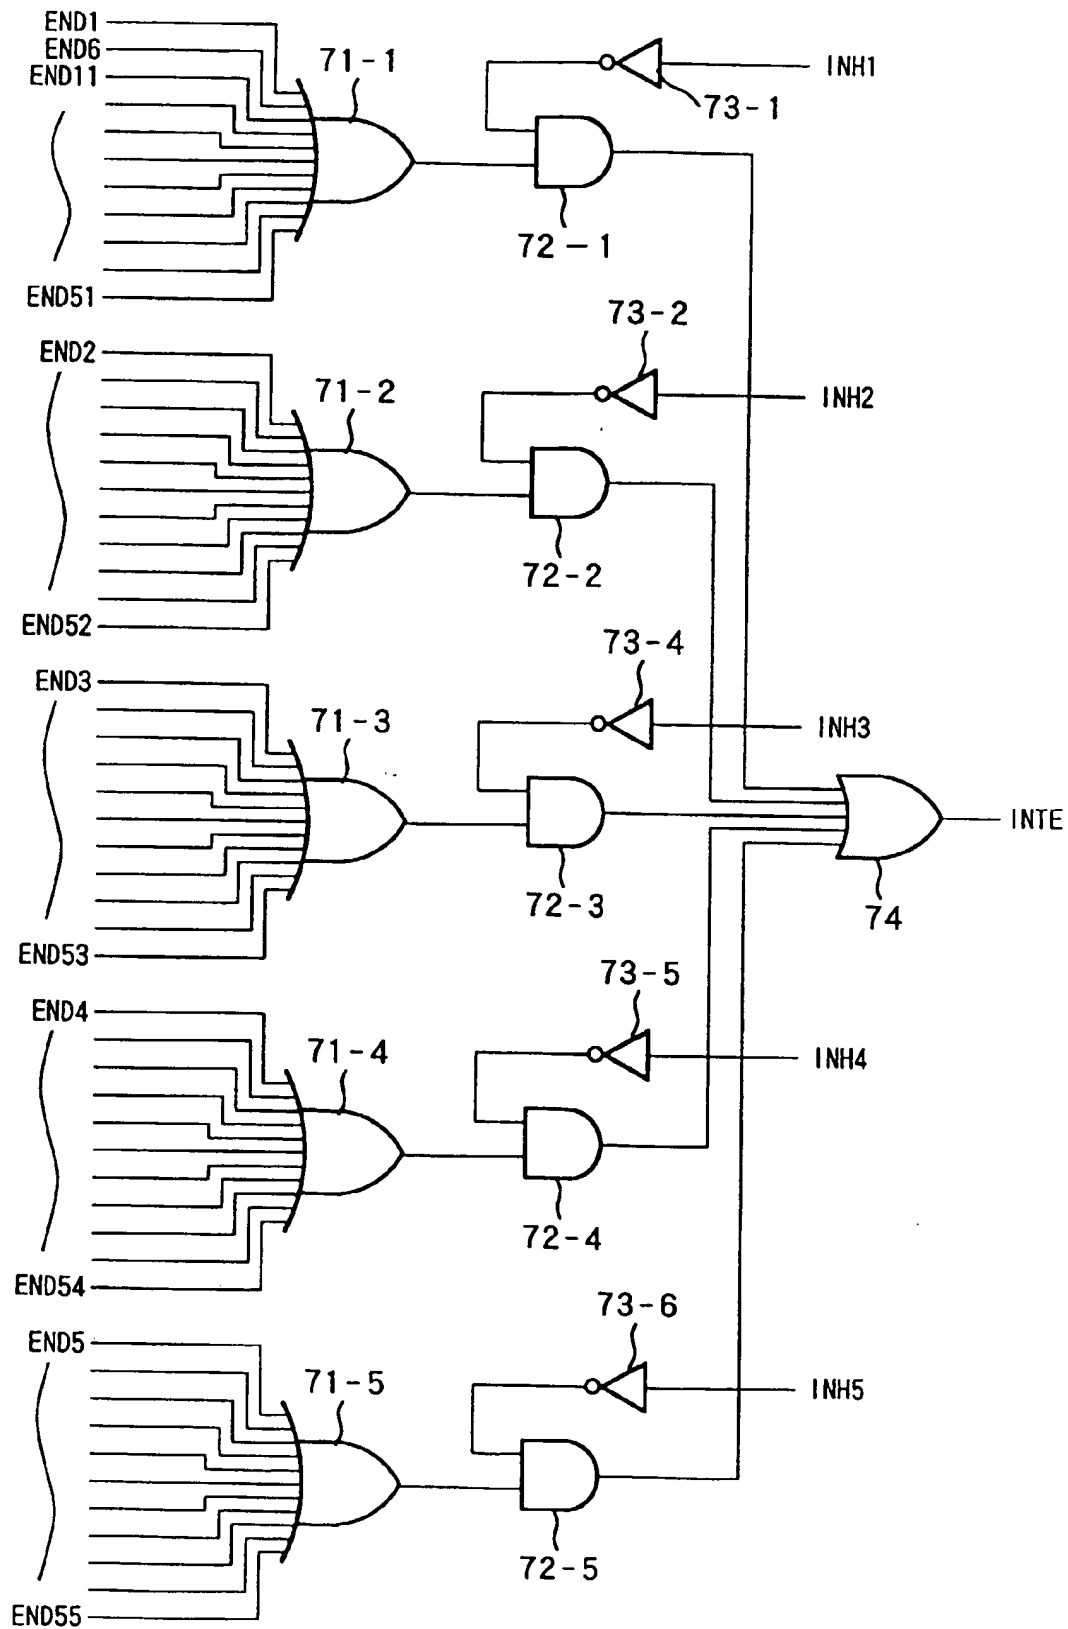 END1
END6
END11
71-1
73-1
INH1
72-1
END51
END2
71-2
73-2
INH2
72-2
END52
END3
71-3
73-4
INH3
72-3
END53
INTE
74
END4
71-4
73-5
INH4
72-4
END54
END5
71-5
73-6
INH5
72-5
END55